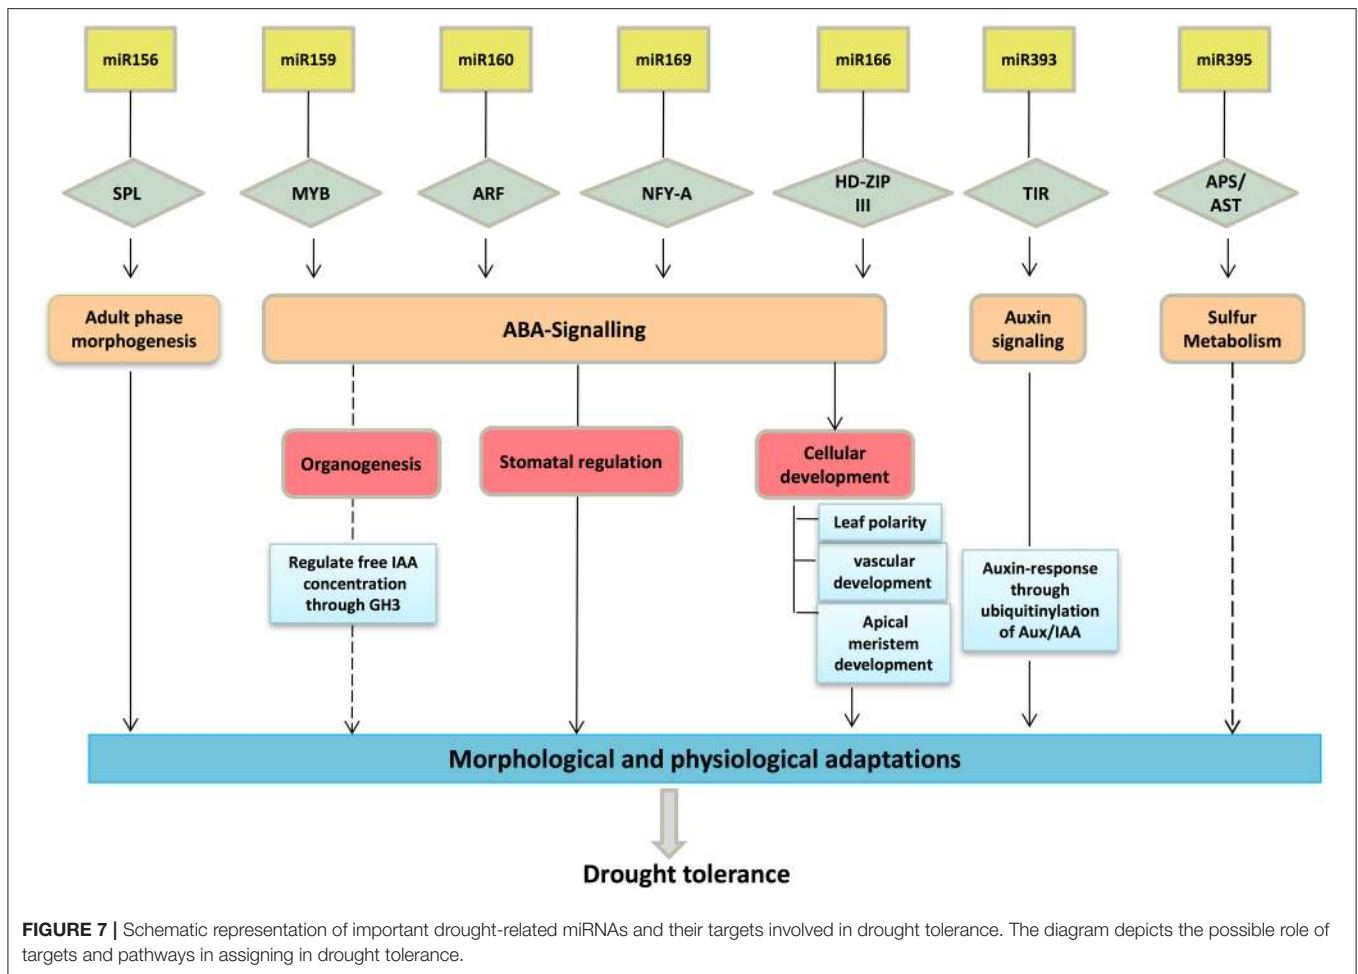 miR156
miR159
miR160
miR169
miR166
miR393
miR395
SPL
MYB
ARF
NFY-A
HD-ZIP
III
TIR
APS/
AST
Adult phase
morphogenesis
ABA-Signalling
Auxin
signaling
Sulfur
Metabolism
Organogenesis
Stomatal regulation
Cellular
development
Regulate free IAA
concentration
through GH3
Leaf polarity
vascular
development
Apical
meristem
development
Auxin-response
through
ubiquitinylation
of Aux/IAA
Morphological and physiological adaptations
Drought tolerance
FIGURE 7 | Schematic representation of important drought-related miRNAs and their targets involved in drought tolerance. The diagram depicts the possible role of
targets and pathways in assigning in drought tolerance.